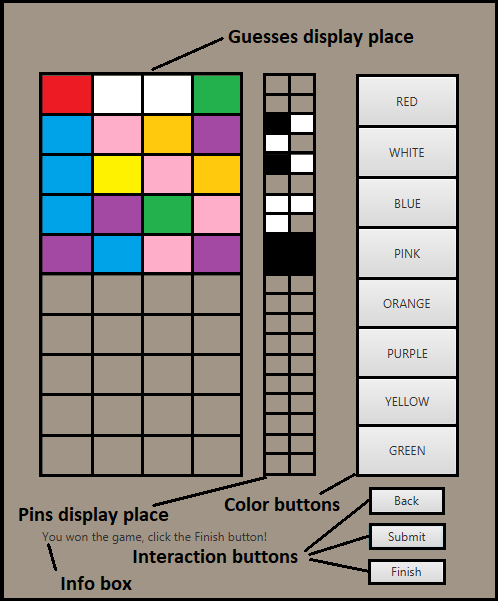 Guesses display place
RED
WHITE
BLUE
PINK
ORANGE
PURPLE
YELLOW
GREEN
Color buttons
Pins display place
Back
You won the game, click the Finish button!
Submit
Interaction buttons
Finish
Info box